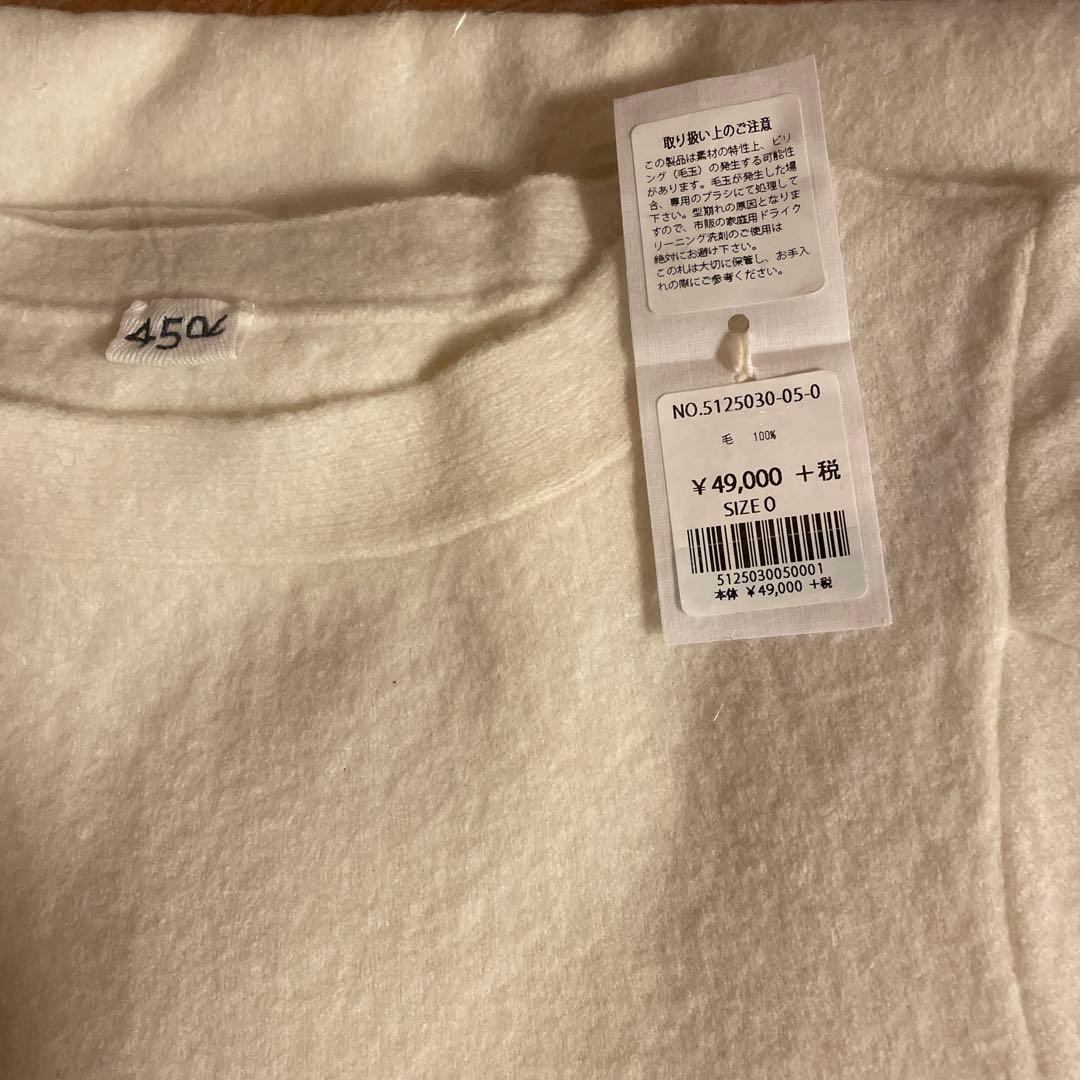 45R
取り扱い上のご注意
この製品は素材の特性上、ピリ
ング（毛玉）の発生する可能性
があります。毛玉が発生した場
合、専用のブラシにて処理して
下さい。型崩れの原因となりま
すので、市販の家庭用ドライク
リーニング洗剤のご使用は
絶対にお避け下さい。
この札は大切に保管し、お手入
れの際にご参考ください。
NO.5125030-05-0
毛 100%
￥49,000 +税
SIZE 0
5125030050001
本体 ￥49,000 +税